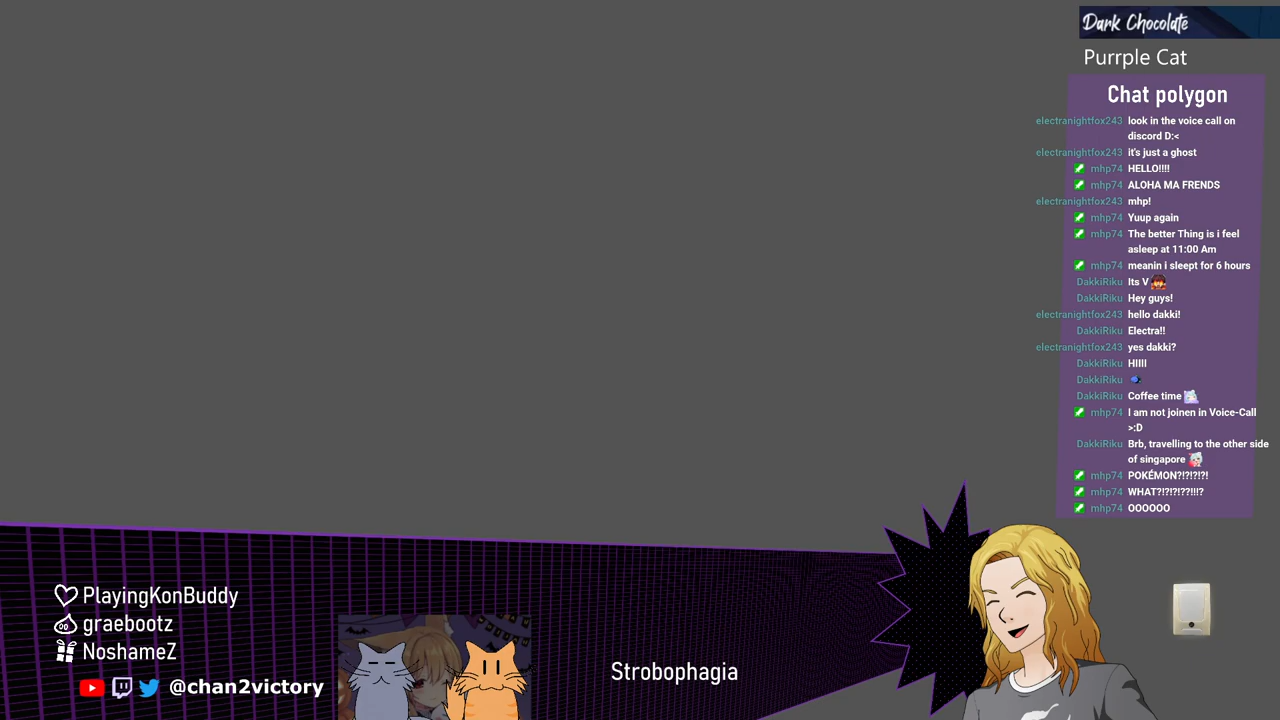 Dark Chocolate
Purrple Cat
Chat polygon
electranightfox243 look in the voice call on
discord D:<
electranightfox243 it's just a ghost
mhp74 HELLO!!!!
mhp74 ALOHA MA FRENDS
electranightfox243 mhp!
mhp74 Yuup again
mhp74 The better Thing is i feel
asleep at 11:00 Am
mhp74 meanin i sleept for 6 hours
DakkiRiku Its V
DakkiRiku Hey guys!
electranightfox243 hello dakki!
DakkiRiku Electra!!
electranightfox243 yes dakki?
DakkiRiku HIIII
DakkiRiku
DakkiRiku Coffee time
mhp74 I am not joinen in Voice-Call
>:D
DakkiRiku Brb, travelling to the other side
of singapore
mhp74 POKÉMON?!?!?!?!
mhp74 WHAT?!?!?!??!!!?
mhp74 OOOOOO
PlayingKonBuddy
graebootz
NoshameZ
@chan2victory
Strobophagia